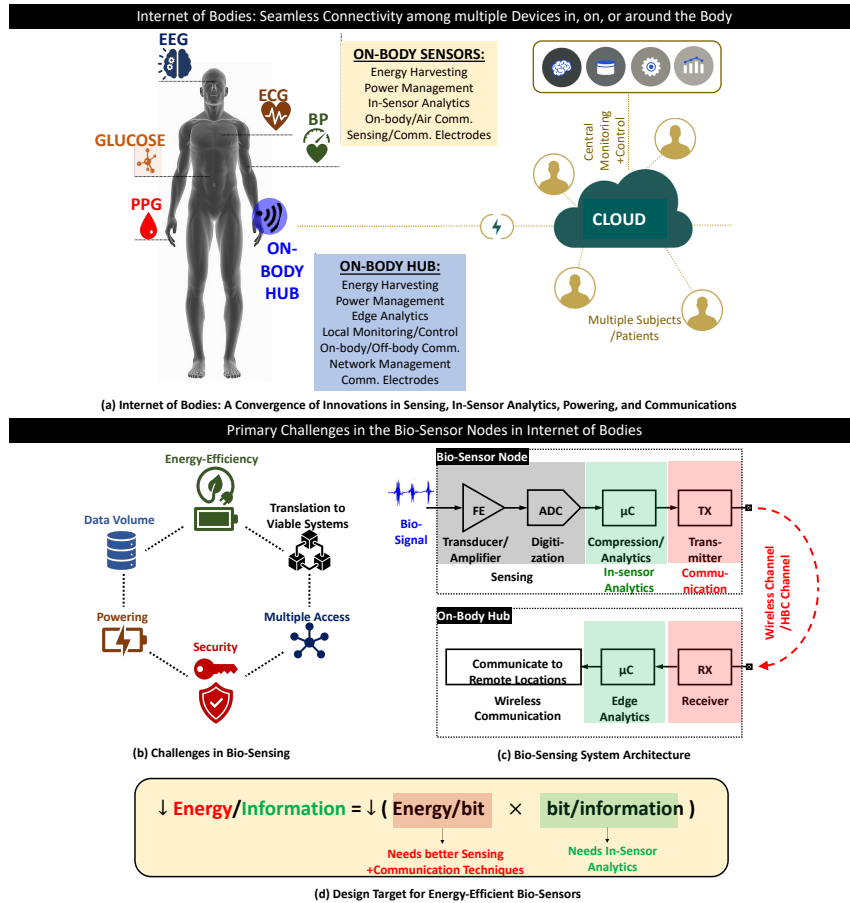 Internet of Bodies: Seamless Connectivity among multiple Devices in, on, or around the Body
EEG
ECG
BP
GLUCOSE
PPG
ON-
BODY
HUB
ON-BODY SENSORS:
Energy Harvesting
Power Management
In-Sensor Analytics
On-body/Air Comm.
Sensing/Comm. Electrodes
ON-BODY HUB:
Energy Harvesting
Power Management
Edge Analytics
Local Monitoring/Control
On-body/Off-body Comm.
Network Management
Comm. Electrodes
Central
Monitoring
+Control
CLOUD
Multiple Subjects
/Patients
(a) Internet of Bodies: A Convergence of Innovations in Sensing, In-Sensor Analytics, Powering, and Communications
Primary Challenges in the Bio-Sensor Nodes in Internet of Bodies
Energy-Efficiency
Data Volume
Translation to
Viable Systems
Powering
Multiple Access
Security
(b) Challenges in Bio-Sensing
Bio-Sensor Node
Bio-
Signal
FE
ADC
μC
TX
Transducer/
Amplifier
Digiti-
zation
Compression/
Analytics
Trans-
mitter
Sensing
In-sensor
Analytics
Commu-
nication
Wireless Channel
/HBC Channel
On-Body Hub
Communicate to
Remote Locations
μC
RX
Wireless
Communication
Edge
Analytics
Receiver
(c) Bio-Sensing System Architecture
↓ Energy/Information = ↓ ( Energy/bit × bit/information )
Needs better Sensing
+Communication Techniques
Needs In-Sensor
Analytics
(d) Design Target for Energy-Efficient Bio-Sensors